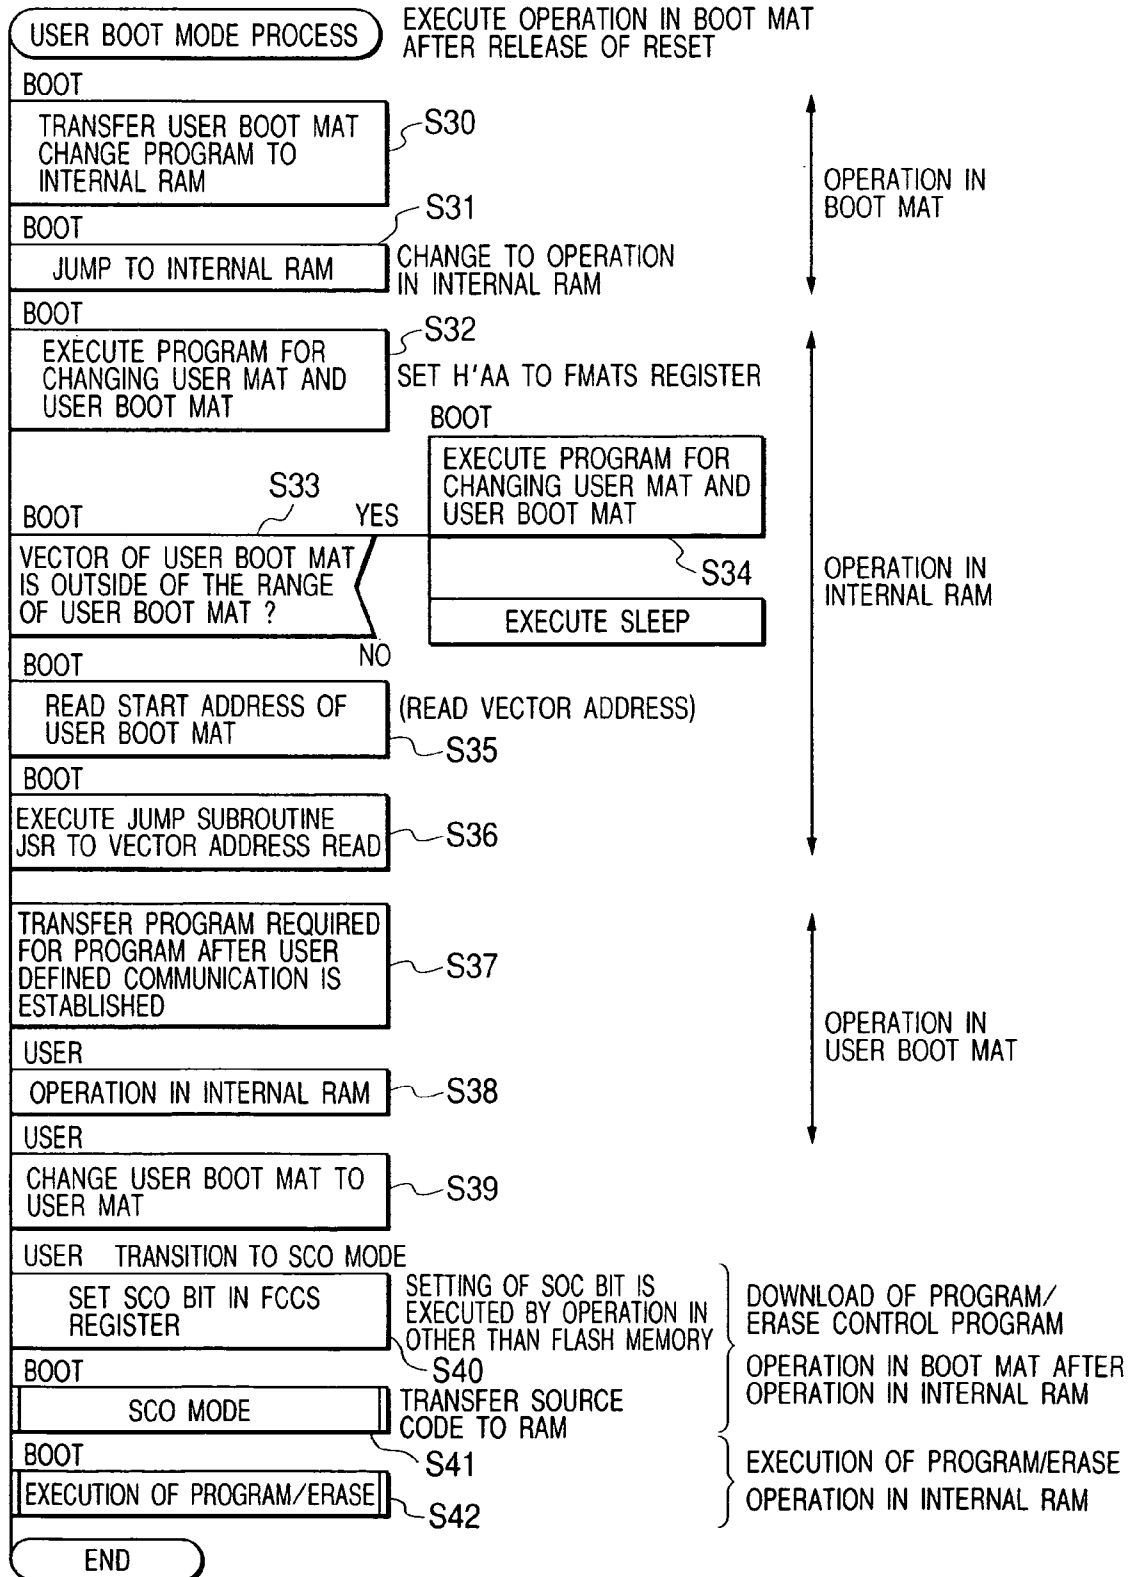 USER BOOT MODE PROCESS
EXECUTE OPERATION IN BOOT MAT
AFTER RELEASE OF RESET
BOOT
TRANSFER USER BOOT MAT
CHANGE PROGRAM TO
INTERNAL RAM
S30
OPERATION IN
BOOT MAT
BOOT
S31
JUMP TO INTERNAL RAM
CHANGE TO OPERATION
IN INTERNAL RAM
BOOT
S32
EXECUTE PROGRAM FOR
CHANGING USER MAT AND
USER BOOT MAT
SET H'AA TO FMATS REGISTER
BOOT
EXECUTE PROGRAM FOR
CHANGING USER MAT AND
USER BOOT MAT
S34
EXECUTE SLEEP
OPERATION IN
INTERNAL RAM
BOOT
S33
YES
VECTOR OF USER BOOT MAT
IS OUTSIDE OF THE RANGE
OF USER BOOT MAT ?
NO
BOOT
READ START ADDRESS OF
USER BOOT MAT
(READ VECTOR ADDRESS)
S35
BOOT
EXECUTE JUMP SUBROUTINE
JSR TO VECTOR ADDRESS READ
S36
TRANSFER PROGRAM REQUIRED
FOR PROGRAM AFTER USER
DEFINED COMMUNICATION IS
ESTABLISHED
S37
OPERATION IN
USER BOOT MAT
USER
OPERATION IN INTERNAL RAM
S38
USER
CHANGE USER BOOT MAT TO
USER MAT
S39
USER TRANSITION TO SCO MODE
SET SCO BIT IN FCCS
REGISTER
SETTING OF SOC BIT IS
EXECUTED BY OPERATION IN
OTHER THAN FLASH MEMORY
S40
DOWNLOAD OF PROGRAM/
ERASE CONTROL PROGRAM
OPERATION IN BOOT MAT AFTER
OPERATION IN INTERNAL RAM
BOOT
SCO MODE
TRANSFER SOURCE
CODE TO RAM
S41
BOOT
EXECUTION OF PROGRAM/ERASE
S42
EXECUTION OF PROGRAM/ERASE
OPERATION IN INTERNAL RAM
END